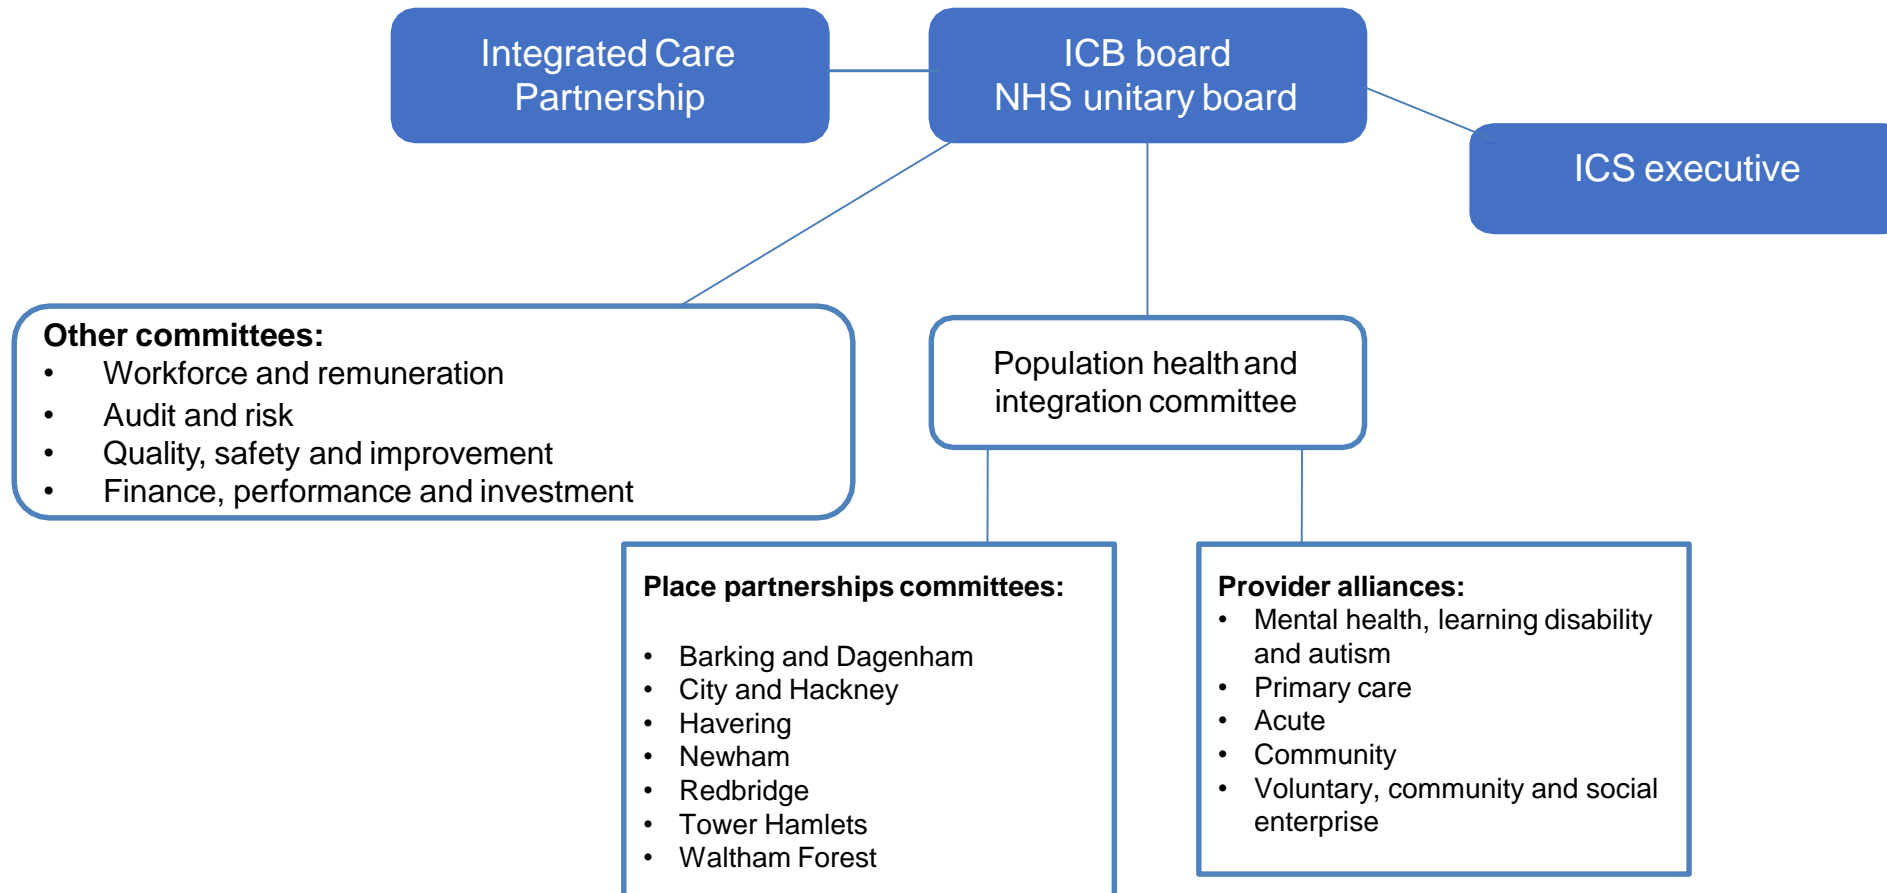 Integrated Care
Partnership
ICB board
NHS unitary board
ICS executive
Other committees:
• Workforce and remuneration
• Audit and risk
• Quality, safety and improvement
• Finance, performance and investment
Population health and
integration committee
Place partnerships committees:
• Barking and Dagenham
• City and Hackney
• Havering
• Newham
• Redbridge
• Tower Hamlets
• Waltham Forest
Provider alliances:
• Mental health, learning disability
and autism
• Primary care
• Acute
• Community
• Voluntary, community and social
enterprise